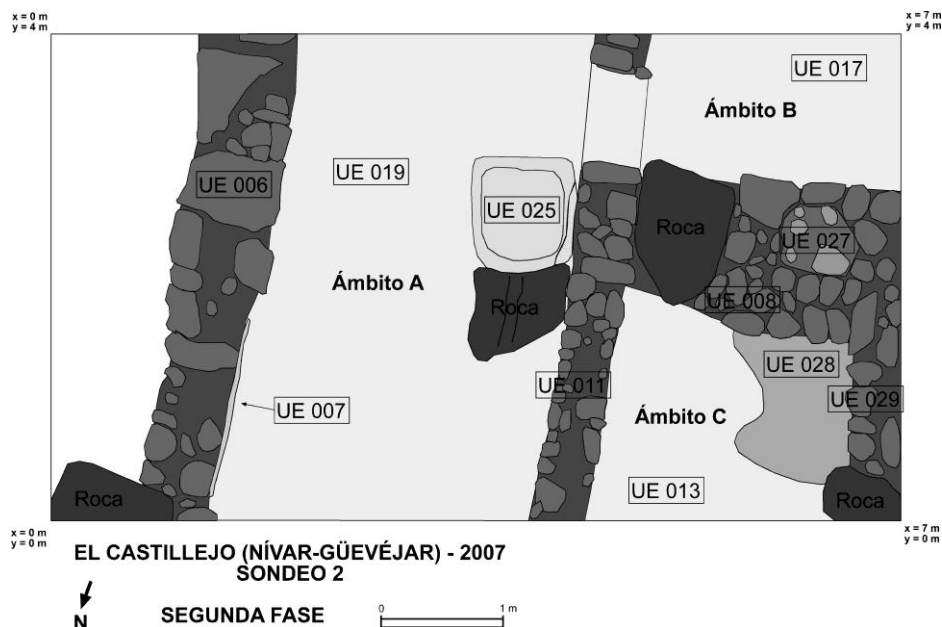 x = 0 m
y = 4 m
x = 7 m
y = 4 m
UE 017
Ámbito B
UE 006
UE 019
UE 025
Roca
UE 027
Ámbito A
Roca
UE 008
UE 028
UE 007
UE 011
UE 029
Ámbito C
UE 013
Roca
Roca
x = 0 m
y = 0 m
x = 7 m
y = 0 m
EL CASTILLEJO (NÍVAR-GÜEVÉJAR) - 2007
SONDEO 2
N
SEGUNDA FASE
0
1 m